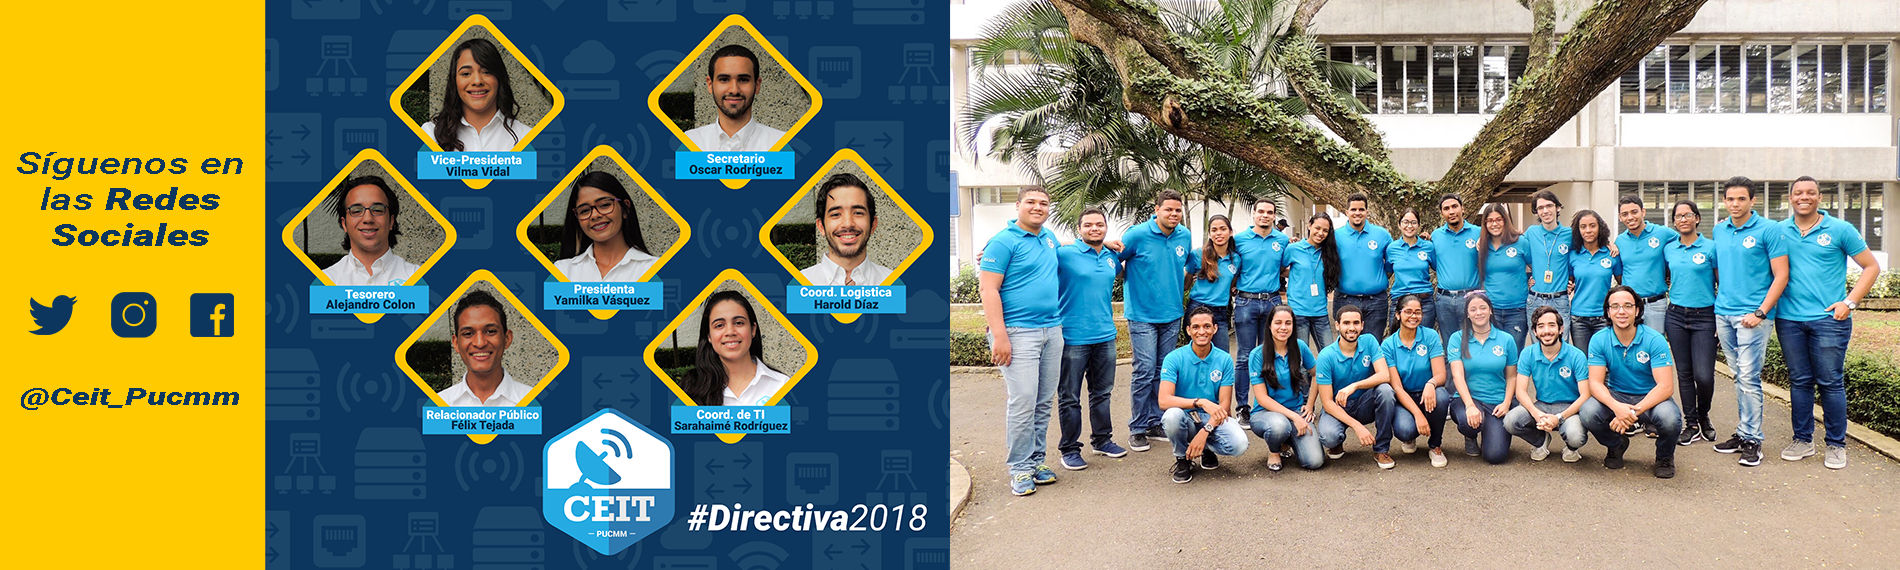 Síguenos en
las Redes
Sociales
@Ceit_Pucmm
Vice-Presidenta
Vilma Vidal
Secretario
Oscar Rodríguez
Tesorero
Alejandro Colon
Presidenta
Yamilka Vásquez
Coord. Logistica
Harold Díaz
Relacionador Público
Félix Tejada
Coord. de TI
Sarahaimé Rodríguez
CEIT
PUCMM
#Directiva2018